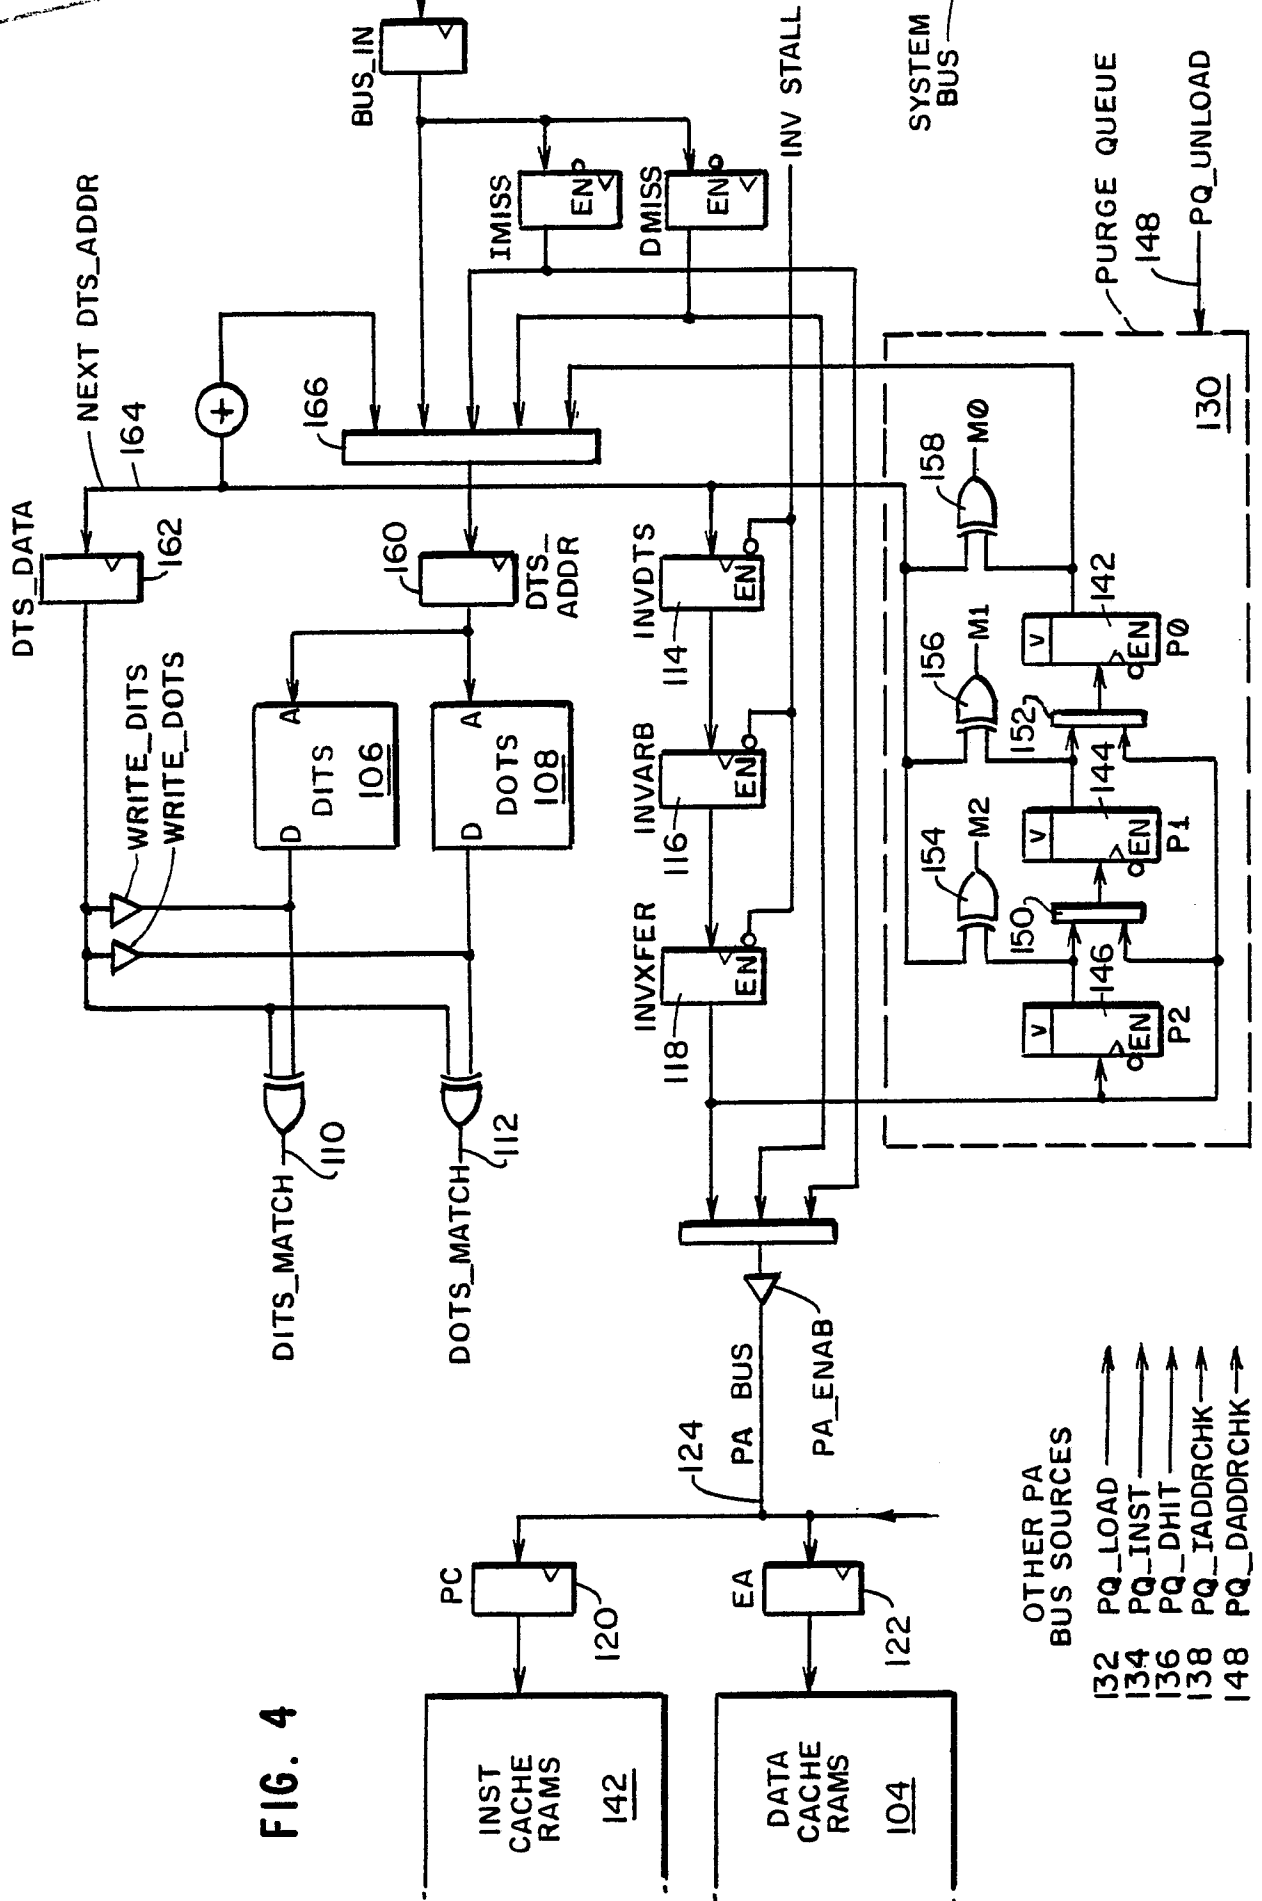 FIG. 4
INST
CACHE
RAMS
142
DATA
CACHE
RAMS
104
PC
120
EA
122
OTHER PA
BUS SOURCES
132 PQ_LOAD
134 PQ_INST
136 PQ_DHIT
138 PQ_IADDRCHK
148 PQ_DADDRCHK
124
PA BUS
PA_ENAB
DITS_MATCH
110
DOTS_MATCH
112
WRITE_DITS
WRITE_DOTS
D
DITS
A
106
D
DOTS
A
108
DTS_DATA
162
160
DTS_
ADDR
NEXT DTS_ADDR
164
+
166
BUS_IN
IMISS
EN
DMISS
EN
INV STALL
INVXFER
EN
118
INVARB
EN
116
INVDTS
EN
114
SYSTEM
BUS
PURGE QUEUE
148
PQ_UNLOAD
130
154
M2
156
M1
158
M0
150
152
V
146
EN
P2
V
144
EN
P1
V
142
EN
P0